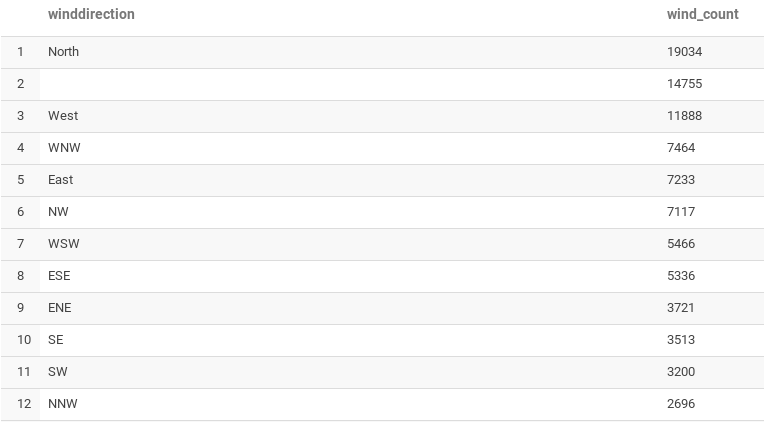 winddirection wind_count
1 North 19034
2 14755
3 West 11888
4 WNW 7464
5 East 7233
6 NW 7117
7 WSW 5466
8 ESE 5336
9 ENE 3721
10 SE 3513
11 SW 3200
12 NNW 2696